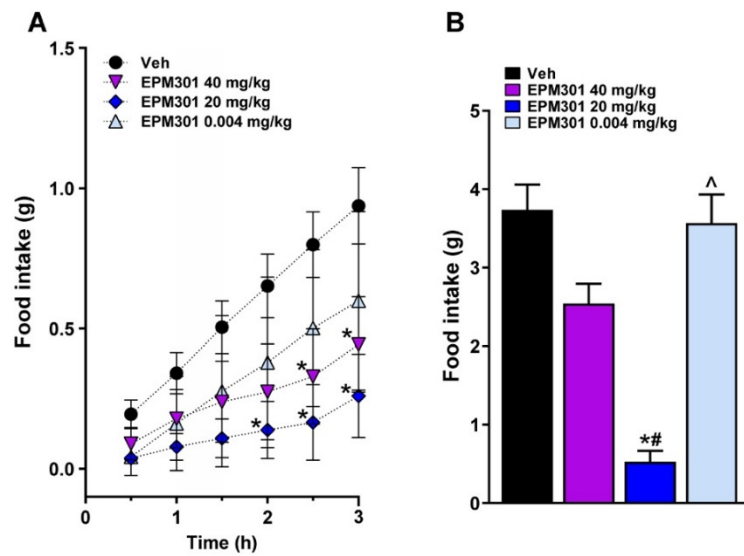 A
Veh
EPM301 40 mg/kg
EPM301 20 mg/kg
EPM301 0.004 mg/kg
Food intake (g)
1.5
1.0
0.5
0.0
*
*
*
*
*
0
1
2
3
Time (h)
B
Veh
EPM301 40 mg/kg
EPM301 20 mg/kg
EPM301 0.004 mg/kg
Food intake (g)
5
4
3
2
1
0
*#
^